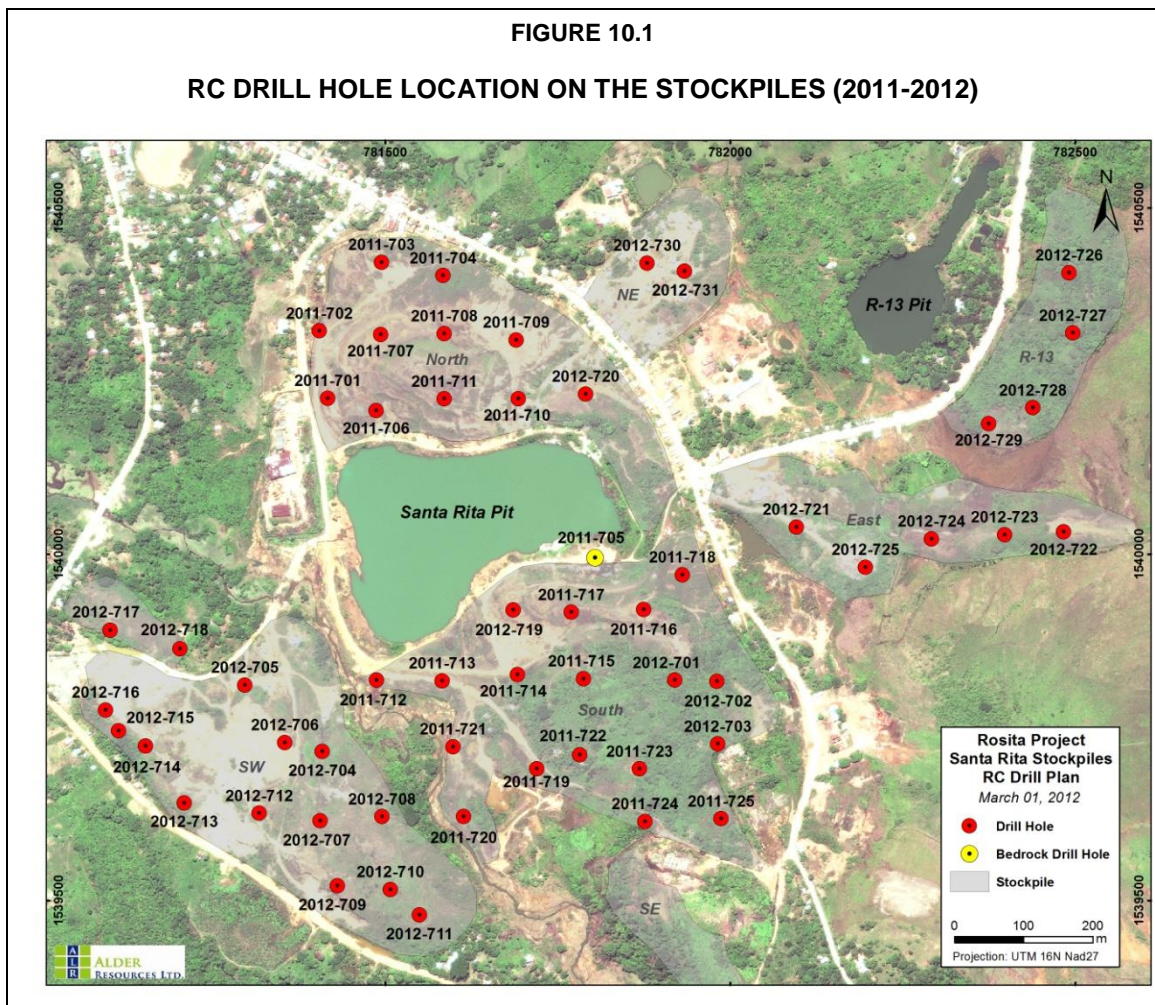 FIGURE 10.1
RC DRILL HOLE LOCATION ON THE STOCKPILES (2011-2012)
781500
782000
782500
N
1540500
1540500
2011-703
2011-704
2012-730
2012-731
NE
2012-726
R-13 Pit
2011-702
2011-707
2011-708
2011-709
North
2012-727
R-13
2011-701
2011-706
2011-711
2011-710
2012-720
2012-728
2012-729
Santa Rita Pit
2012-721
East
2012-724
2012-723
2012-722
2012-725
1540000
1540000
2011-705
2011-718
2012-719
2011-717
2011-716
2012-717
2012-718
2012-705
2011-712
2011-713
2011-714
2011-715
2012-701
2012-702
South
2012-716
2012-715
2012-714
2012-706
2012-704
SW
2011-721
2011-722
2011-719
2011-723
2012-703
2012-713
2012-712
2012-707
2012-708
2011-720
2011-724
2011-725
2012-710
2012-709
2012-711
SE
1539500
1539500
Rosita Project
Santa Rita Stockpiles
RC Drill Plan
March 01, 2012
Drill Hole
Bedrock Drill Hole
Stockpile
0 100 200
m
Projection: UTM 16N Nad27
A
L
R
ALDER
RESOURCES LTD.